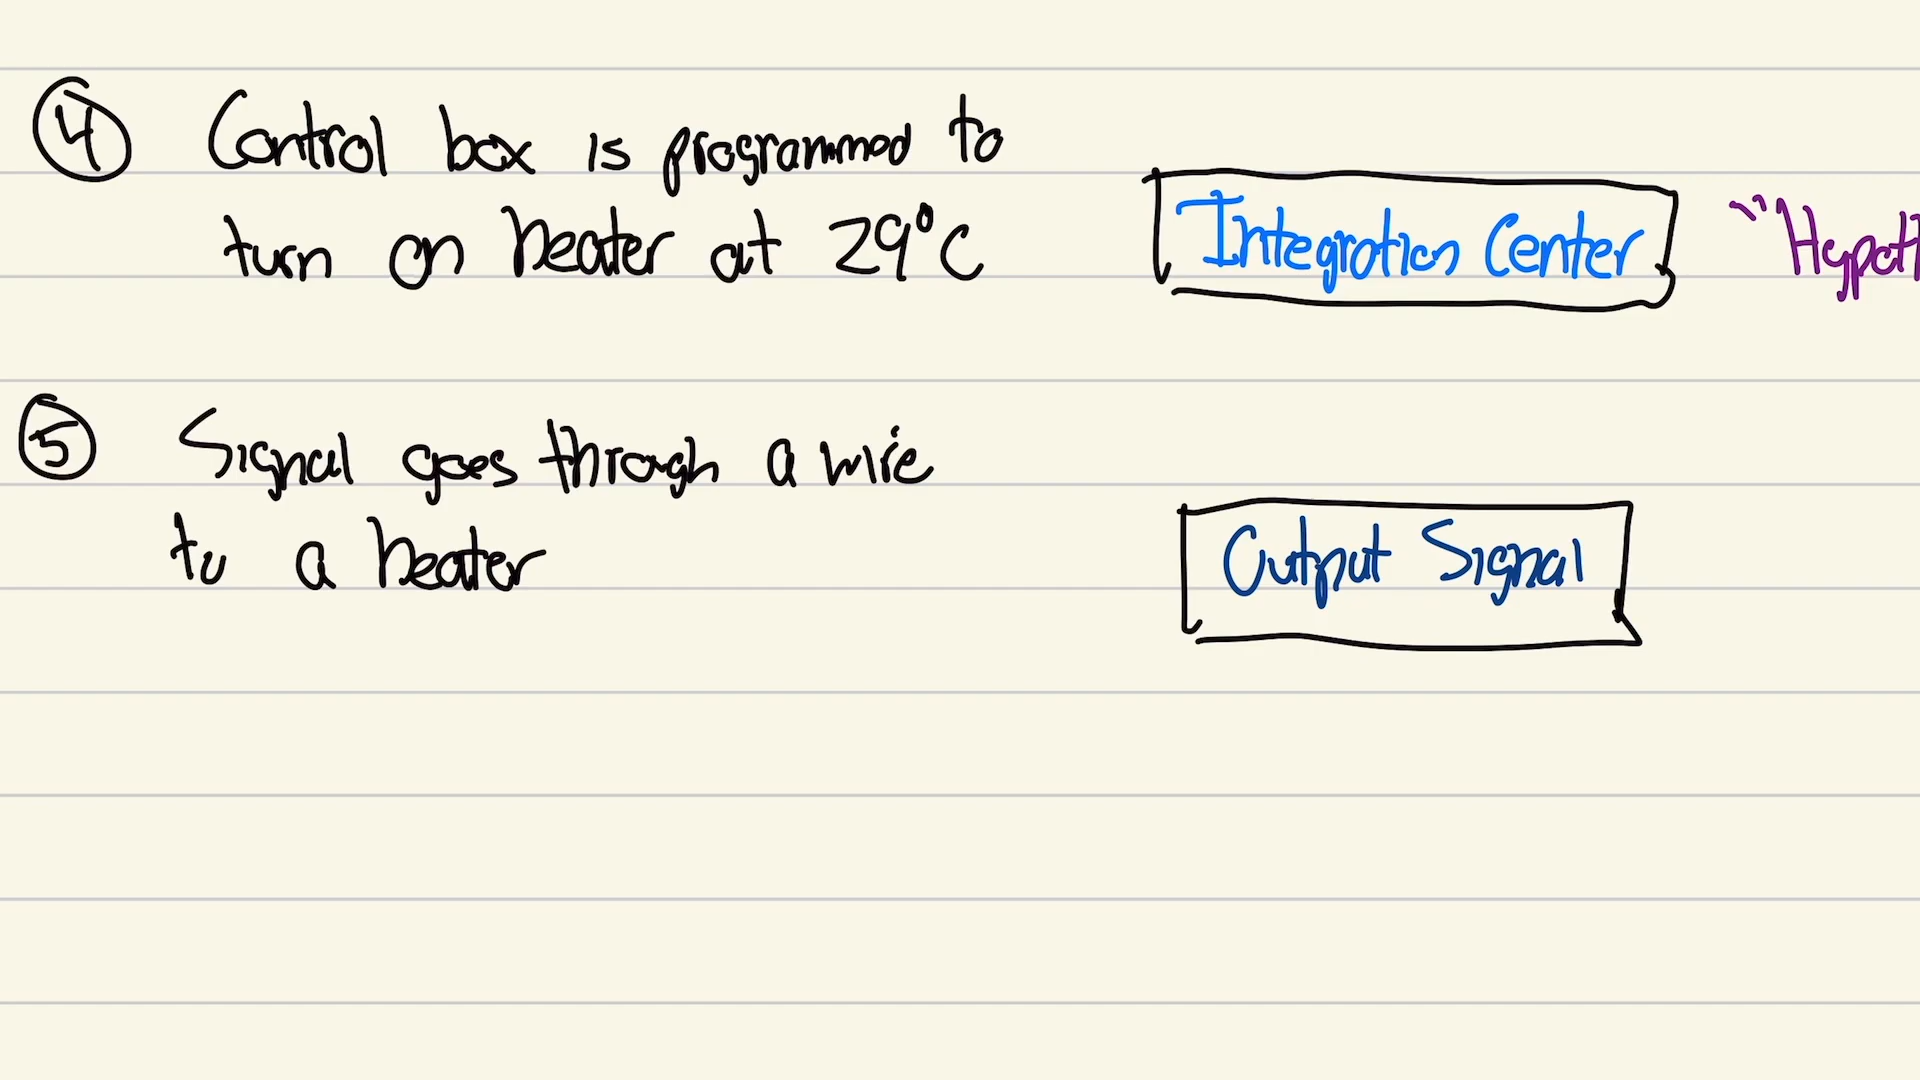 4 Control box is programmed to
turn on heater at 29°C
Integration Center
"Hypoth
5 Signal goes through a wire
to a heater
Output Signal